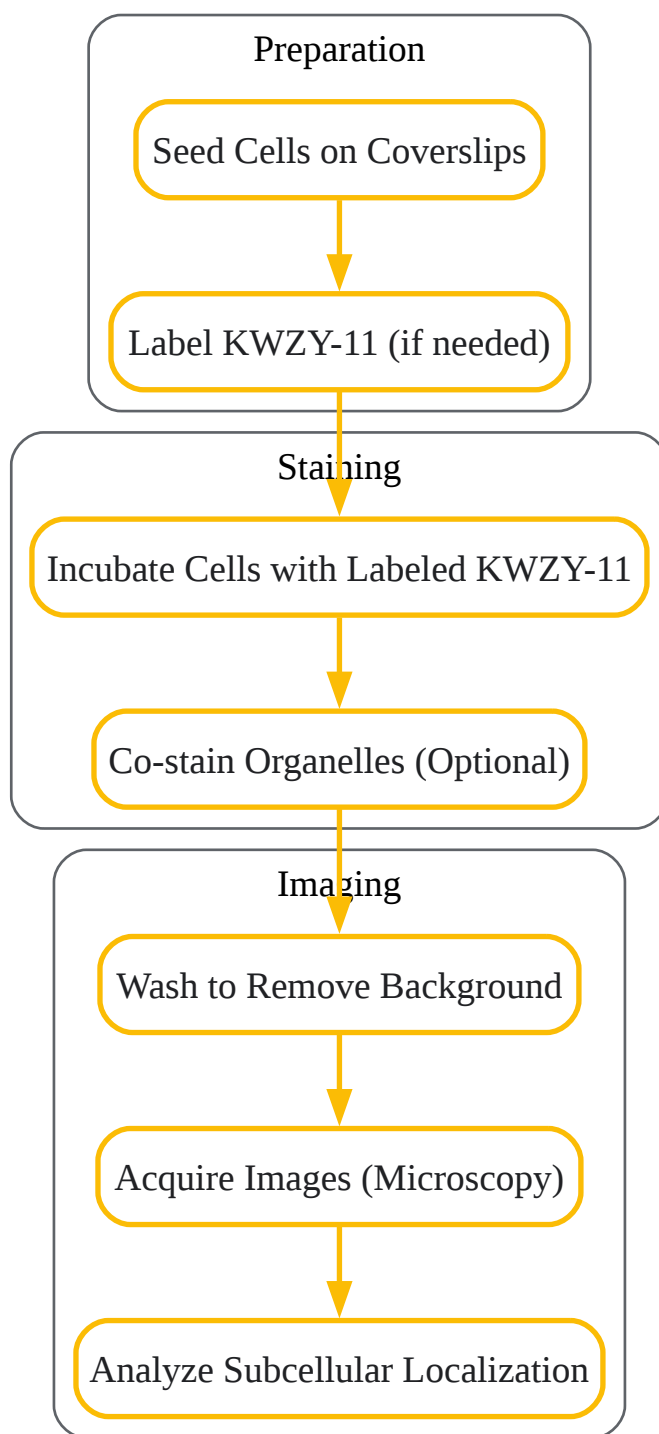 Preparation
Seed Cells on Coverslips
Label KWZY-11 (if needed)
Staining
Incubate Cells with Labeled KWZY-11
Co-stain Organelles (Optional)
Imaging
Wash to Remove Background
Acquire Images (Microscopy)
Analyze Subcellular Localization